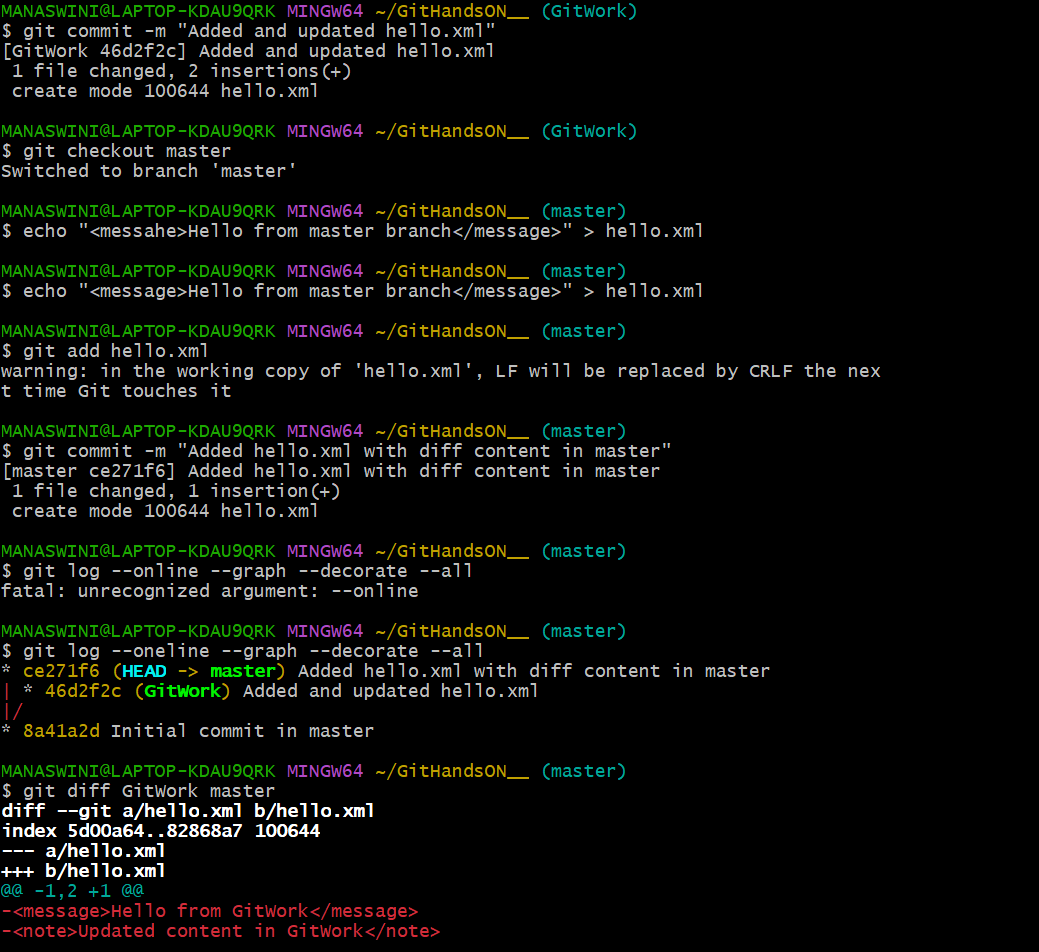 MANASWINI@LAPTOP-KDAU9QRK MINGW64 ~/GitHandsON__ (GitWork)
$ git commit -m "Added and updated hello.xml"
[GitWork 46d2f2c] Added and updated hello.xml
 1 file changed, 2 insertions(+)
 create mode 100644 hello.xml

MANASWINI@LAPTOP-KDAU9QRK MINGW64 ~/GitHandsON__ (GitWork)
$ git checkout master
Switched to branch 'master'

MANASWINI@LAPTOP-KDAU9QRK MINGW64 ~/GitHandsON__ (master)
$ echo "<messahe>Hello from master branch</message>" > hello.xml

MANASWINI@LAPTOP-KDAU9QRK MINGW64 ~/GitHandsON__ (master)
$ echo "<message>Hello from master branch</message>" > hello.xml

MANASWINI@LAPTOP-KDAU9QRK MINGW64 ~/GitHandsON__ (master)
$ git add hello.xml
warning: in the working copy of 'hello.xml', LF will be replaced by CRLF the nex
t time Git touches it

MANASWINI@LAPTOP-KDAU9QRK MINGW64 ~/GitHandsON__ (master)
$ git commit -m "Added hello.xml with diff content in master"
[master ce271f6] Added hello.xml with diff content in master
 1 file changed, 1 insertion(+)
 create mode 100644 hello.xml

MANASWINI@LAPTOP-KDAU9QRK MINGW64 ~/GitHandsON__ (master)
$ git log --online --graph --decorate --all
fatal: unrecognized argument: --online

MANASWINI@LAPTOP-KDAU9QRK MINGW64 ~/GitHandsON__ (master)
$ git log --oneline --graph --decorate --all
* ce271f6 (HEAD -> master) Added hello.xml with diff content in master
| * 46d2f2c (GitWork) Added and updated hello.xml
|/
* 8a41a2d Initial commit in master

MANASWINI@LAPTOP-KDAU9QRK MINGW64 ~/GitHandsON__ (master)
$ git diff GitWork master
diff --git a/hello.xml b/hello.xml
index 5d00a64..82868a7 100644
--- a/hello.xml
+++ b/hello.xml
@@ -1,2 +1 @@
-<message>Hello from GitWork</message>
-<note>Updated content in GitWork</note>